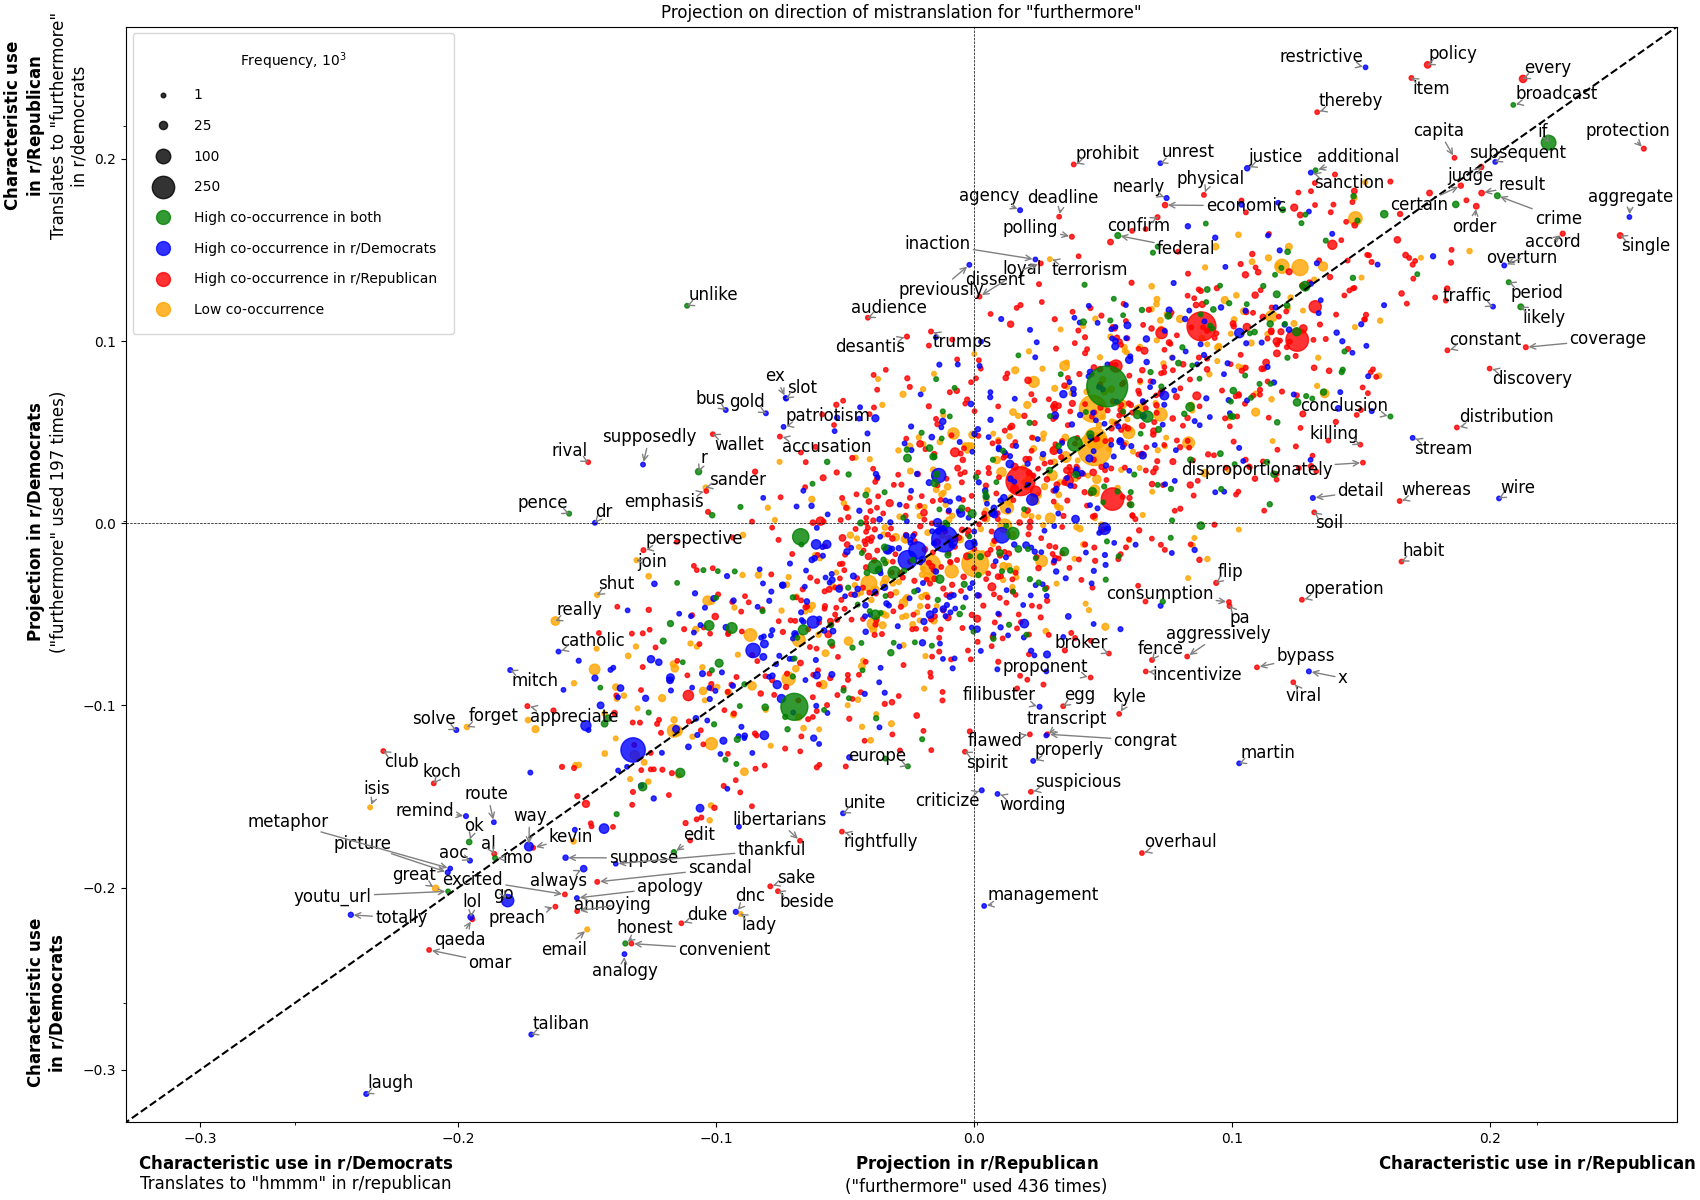 Projection on direction of mistranslation for "furthermore"
Characteristic use
in r/Republican
Translates to "furthermore"
in r/democrats
Projection in r/Democrats
("furthermore" used 197 times)
Characteristic use
in r/Democrats
Frequency, 10³
1
25
100
250
High co-occurrence in both
High co-occurrence in r/Democrats
High co-occurrence in r/Republican
Low co-occurrence
0.2
0.1
0.0
−0.1
−0.2
−0.3
restrictive
policy
item
every
broadcast
thereby
if
protection
capita
subsequent
prohibit
unrest
justice
additional
sanction
judge
result
physical
nearly
agency
deadline
economic
certain
order
crime
aggregate
polling
confirm
federal
accord
single
inaction
loyal
terrorism
overturn
dissent
previously
unlike
audience
traffic
period
likely
desantis
trumps
constant
coverage
discovery
ex
slot
bus
gold
patriotism
conclusion
distribution
supposedly
wallet
accusation
killing
stream
rival
r
sander
disproportionately
emphasis
detail
whereas
wire
pence
dr
soil
perspective
join
habit
shut
flip
consumption
operation
really
pa
catholic
aggressively
broker
fence
bypass
mitch
proponent
incentivize
x
filibuster
egg
kyle
viral
solve
forget
appreciate
transcript
flawed
congrat
properly
club
europe
spirit
martin
koch
isis
criticize
suspicious
wording
route
remind
unite
metaphor
ok
way
libertarians
picture
al
kevin
edit
rightfully
overhaul
aoc
imo
suppose
thankful
great
excited
always
scandal
sake
youtu_url
go
apology
dnc
beside
management
lol
annoying
totally
preach
duke
lady
qaeda
honest
email
convenient
omar
analogy
taliban
laugh
−0.3
−0.2
−0.1
0.0
0.1
0.2
Characteristic use in r/Democrats
Translates to "hmmm" in r/republican
Projection in r/Republican
("furthermore" used 436 times)
Characteristic use in r/Republican